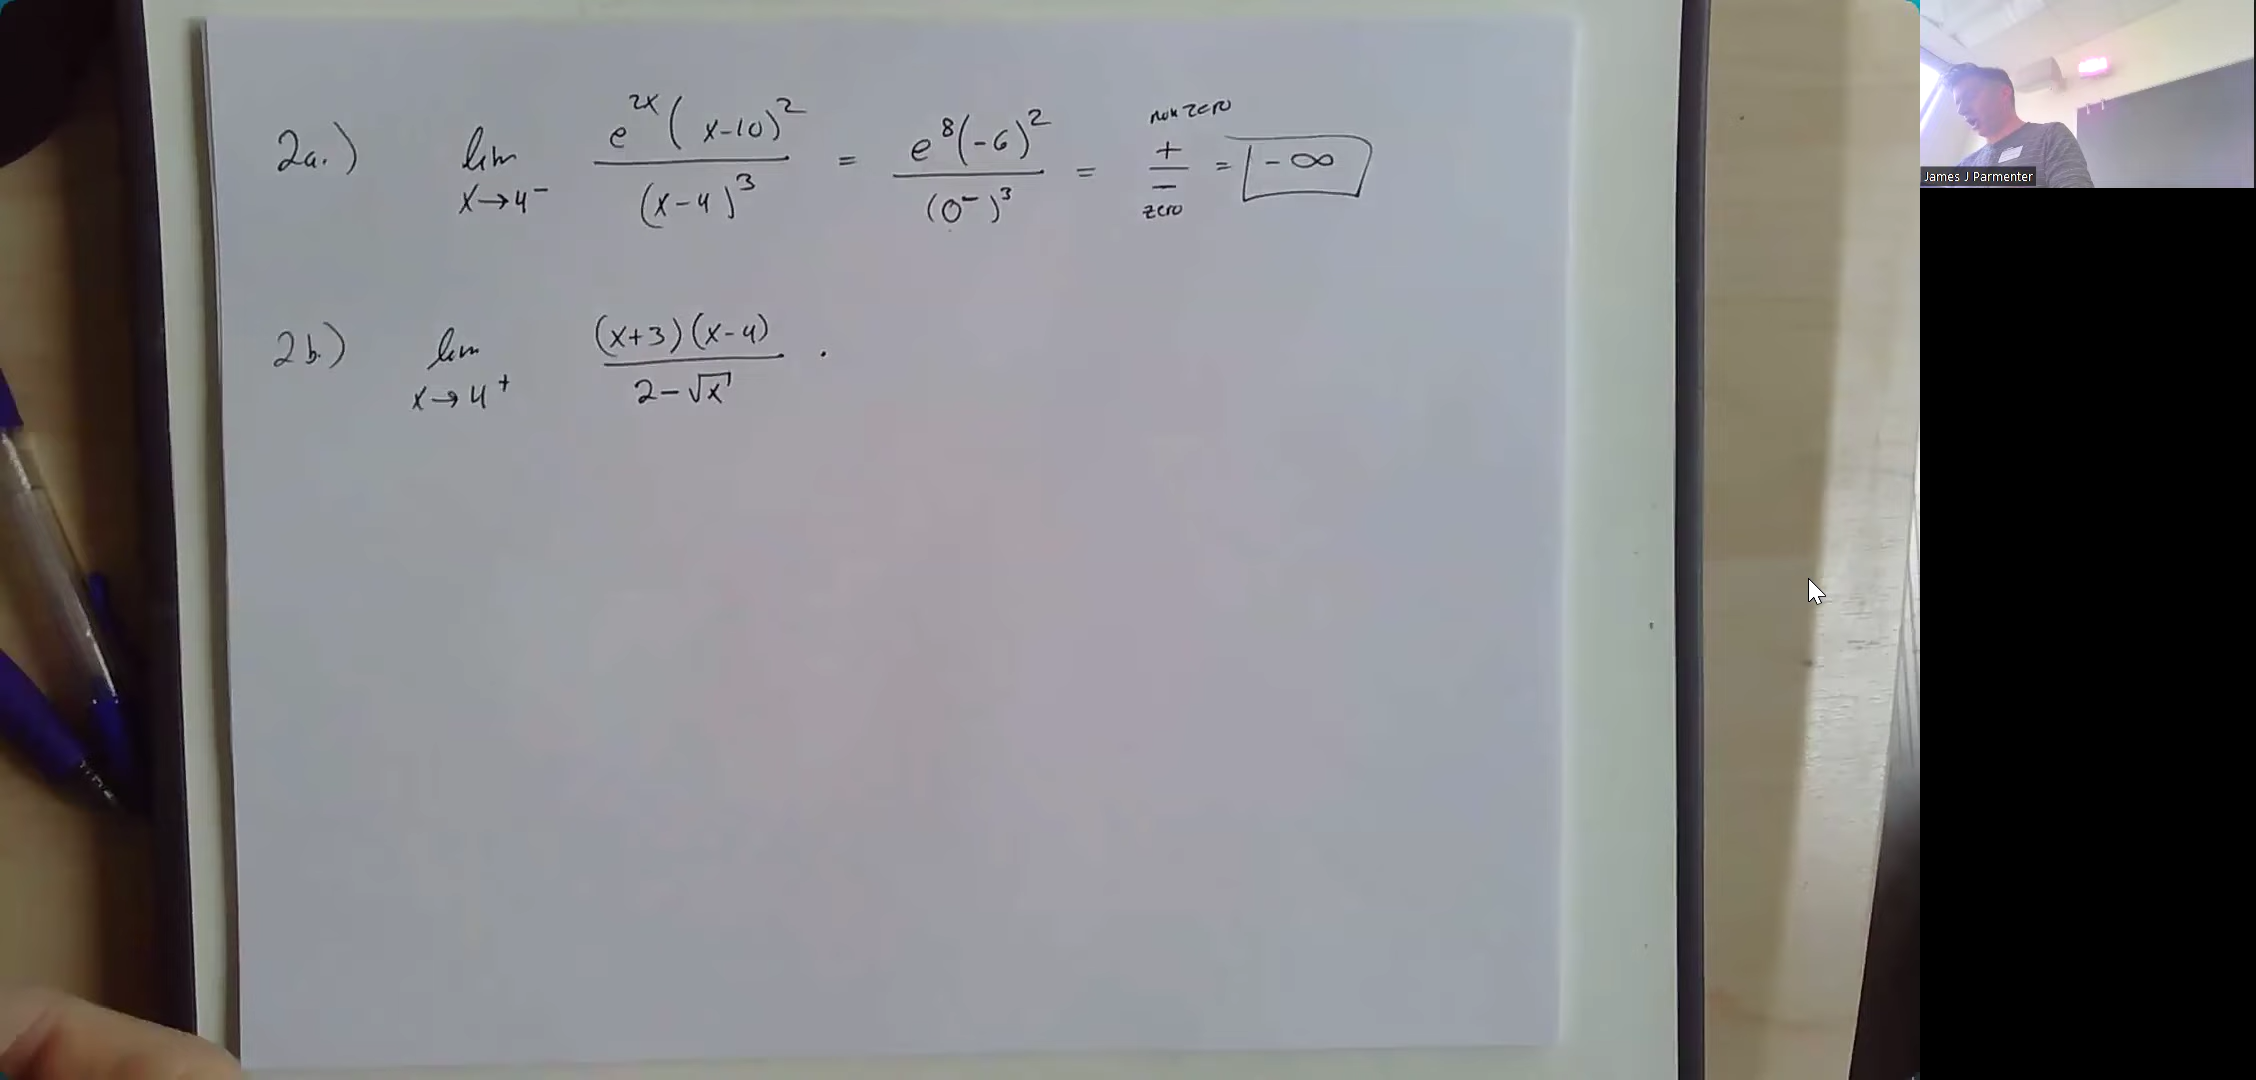 2a.) lim x→4⁻ e^{2x}(x-10)² / (x-4)³ = e⁸(-6)² / (0⁻)³ = non zero + / - zero = -∞
2b.) lim x→4⁺ (x+3)(x-4) / 2-√x .
James J Parmenter